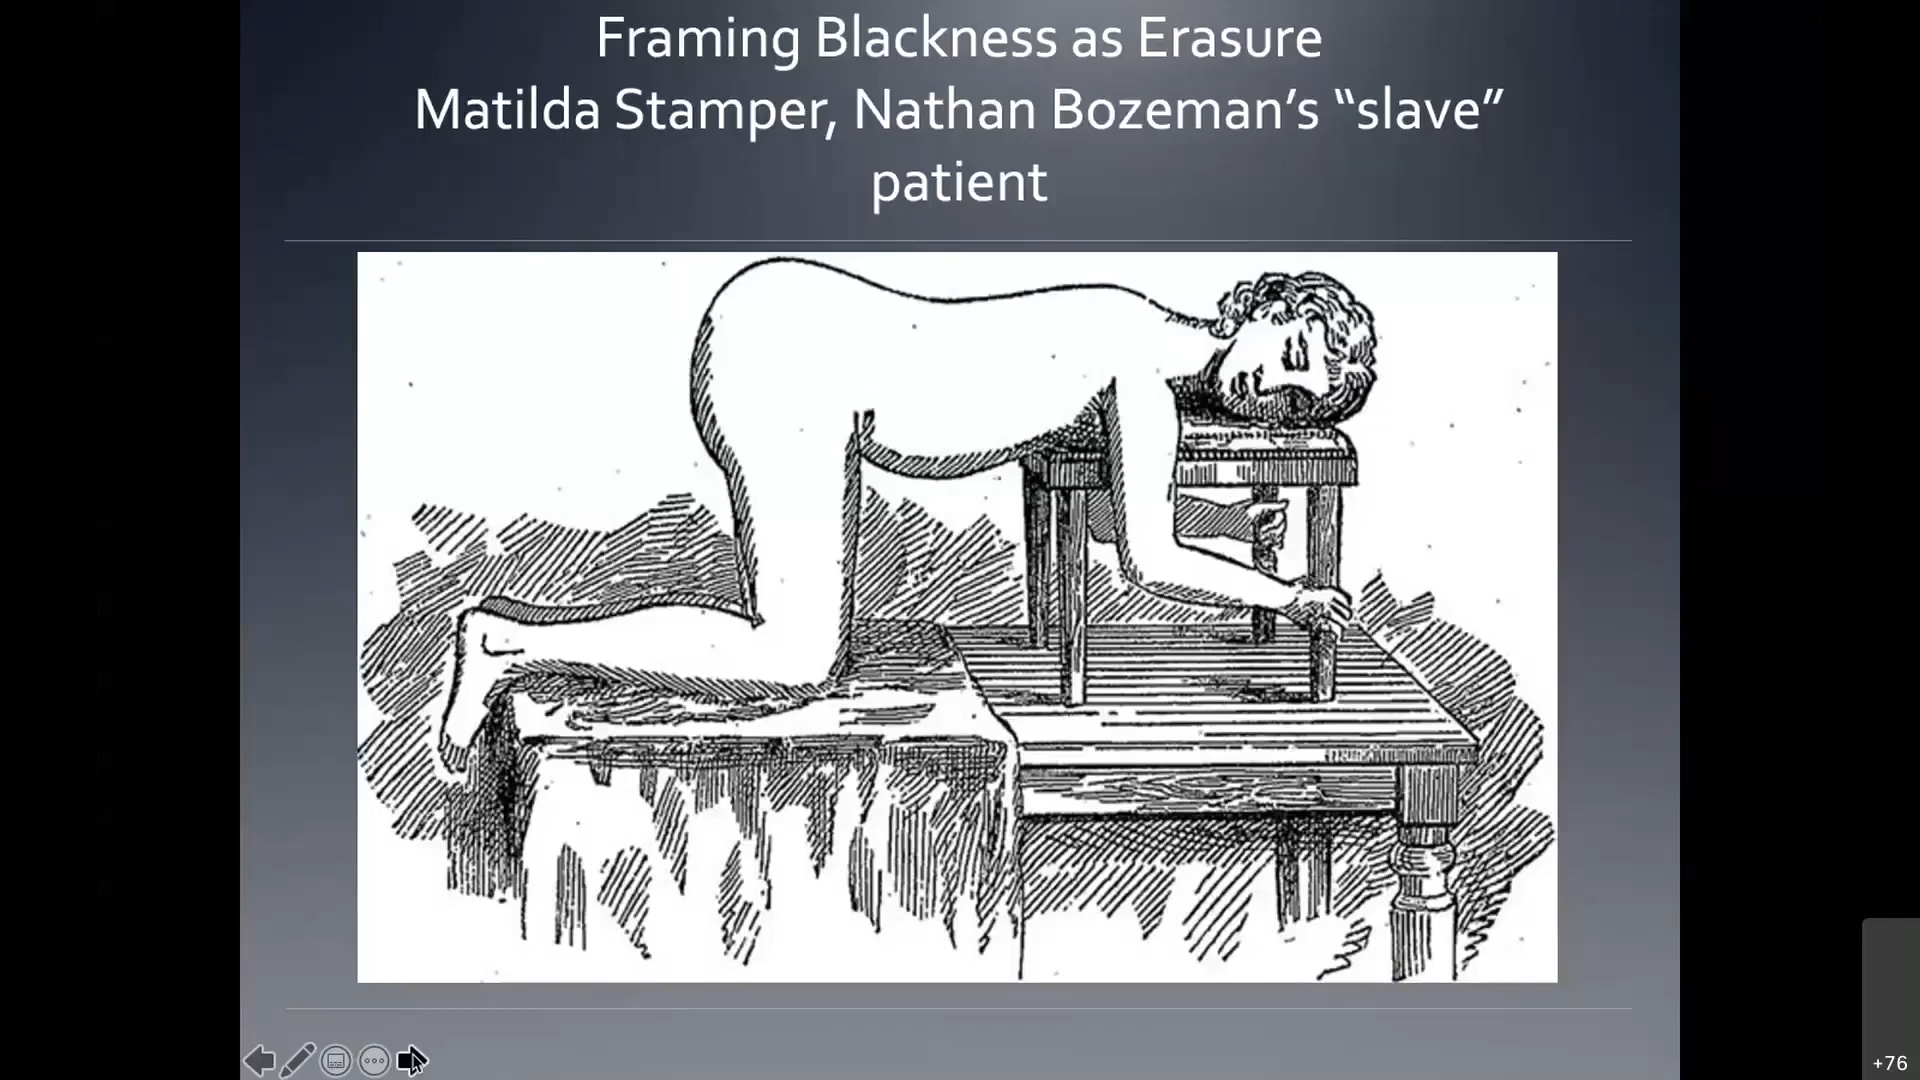 Framing Blackness as Erasure
Matilda Stamper, Nathan Bozeman’s “slave”
patient
+76